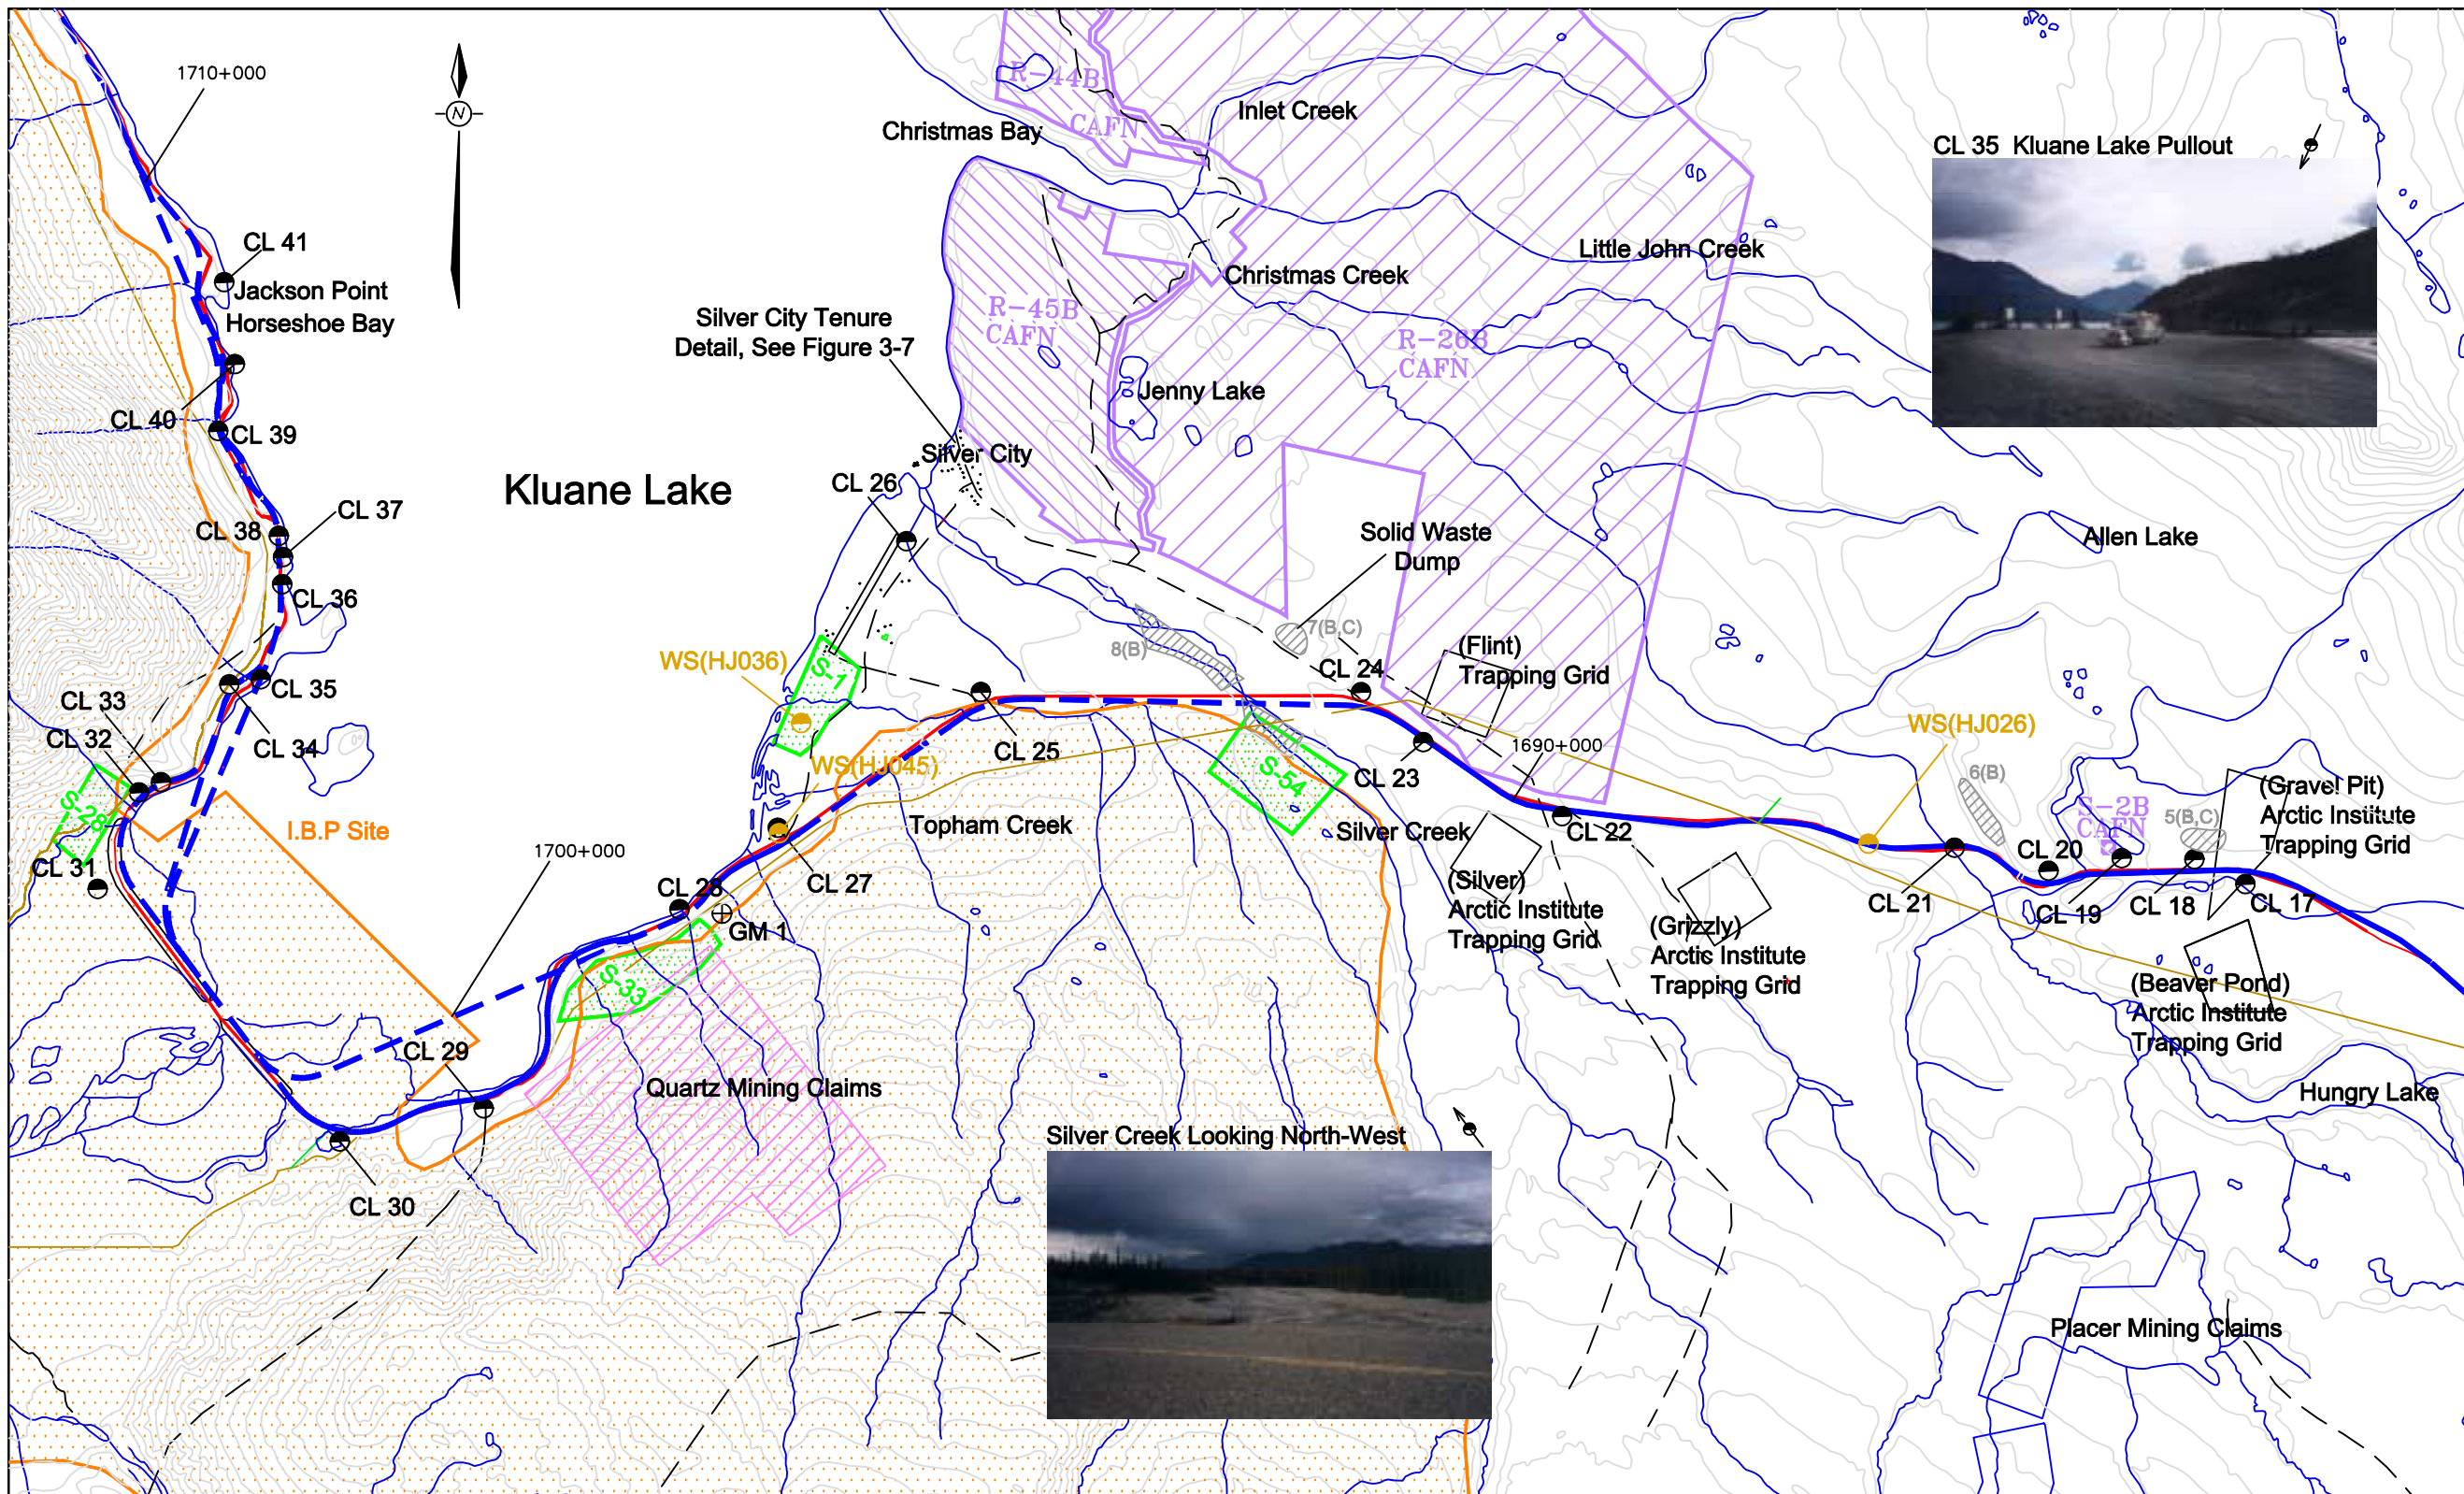 1710+000
N
R-44B
CAFN
Inlet Creek
Christmas Bay
CL 35 Kluane Lake Pullout
CL 41
Jackson Point
Horseshoe Bay
Little John Creek
Christmas Creek
R-45B
CAFN
Silver City Tenure
Detail, See Figure 3-7
R-26B
CAFN
Jenny Lake
CL 40
CL 39
Silver City
Kluane Lake
CL 26
CL 37
CL 38
Solid Waste
Dump
Allen Lake
CL 36
7(B,C)
8(B)
(Flint)
Trapping Grid
WS(HJ036)
S-1
CL 24
CL 35
CL 33
CL 32
CL 34
CL 25
WS(HJ026)
1690+000
WS(HJ045)
S-54
CL 23
6(B)
(Gravel Pit)
Arctic Institute
Trapping Grid
S-28
S-2B
CAFN
5(B,C)
I.B.P Site
Topham Creek
Silver Creek
CL 22
1700+000
CL 20
CL 31
CL 28
CL 27
(Silver)
Arctic Institute
Trapping Grid
CL 21
CL 19
CL 18
CL 17
GM 1
(Grizzly)
Arctic Institute
Trapping Grid
S-33
(Beaver Pond)
Arctic Institute
Trapping Grid
CL 29
Quartz Mining Claims
Hungry Lake
Silver Creek Looking North-West
CL 30
Placer Mining Claims